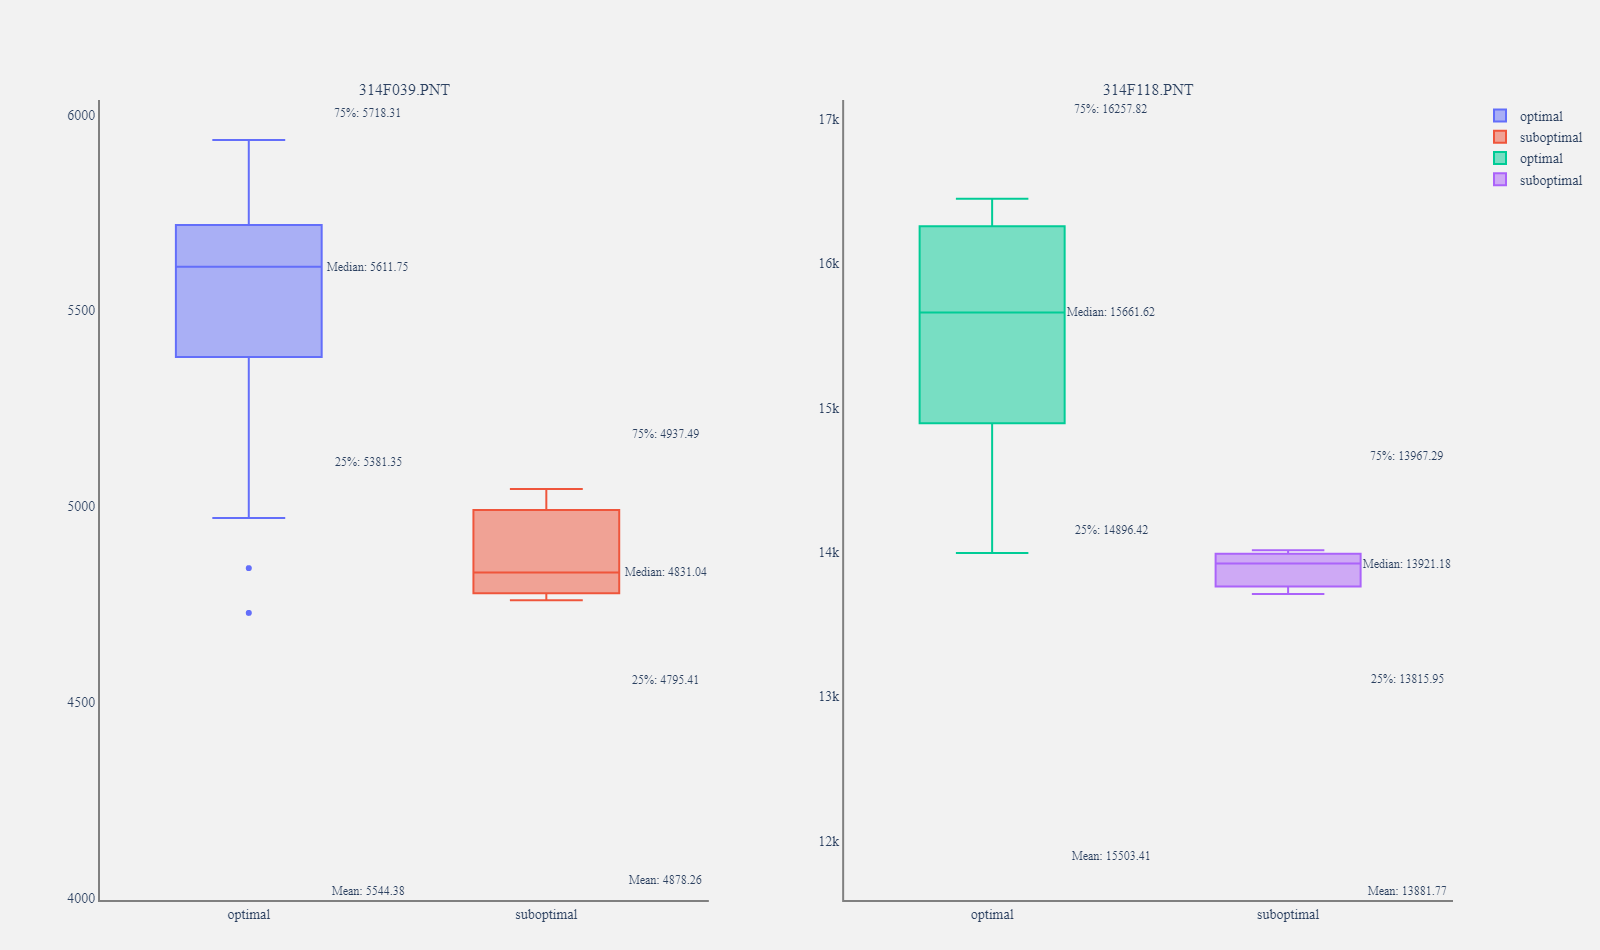 314F039.PNT
6000
5500
5000
4500
4000
75%: 5718.31
Median: 5611.75
25%: 5381.35
Mean: 5544.38
75%: 4937.49
Median: 4831.04
25%: 4795.41
Mean: 4878.26
optimal
suboptimal
314F118.PNT
17k
16k
15k
14k
13k
12k
75%: 16257.82
Median: 15661.62
25%: 14896.42
Mean: 15503.41
75%: 13967.29
Median: 13921.18
25%: 13815.95
Mean: 13881.77
optimal
suboptimal
optimal
suboptimal
optimal
suboptimal